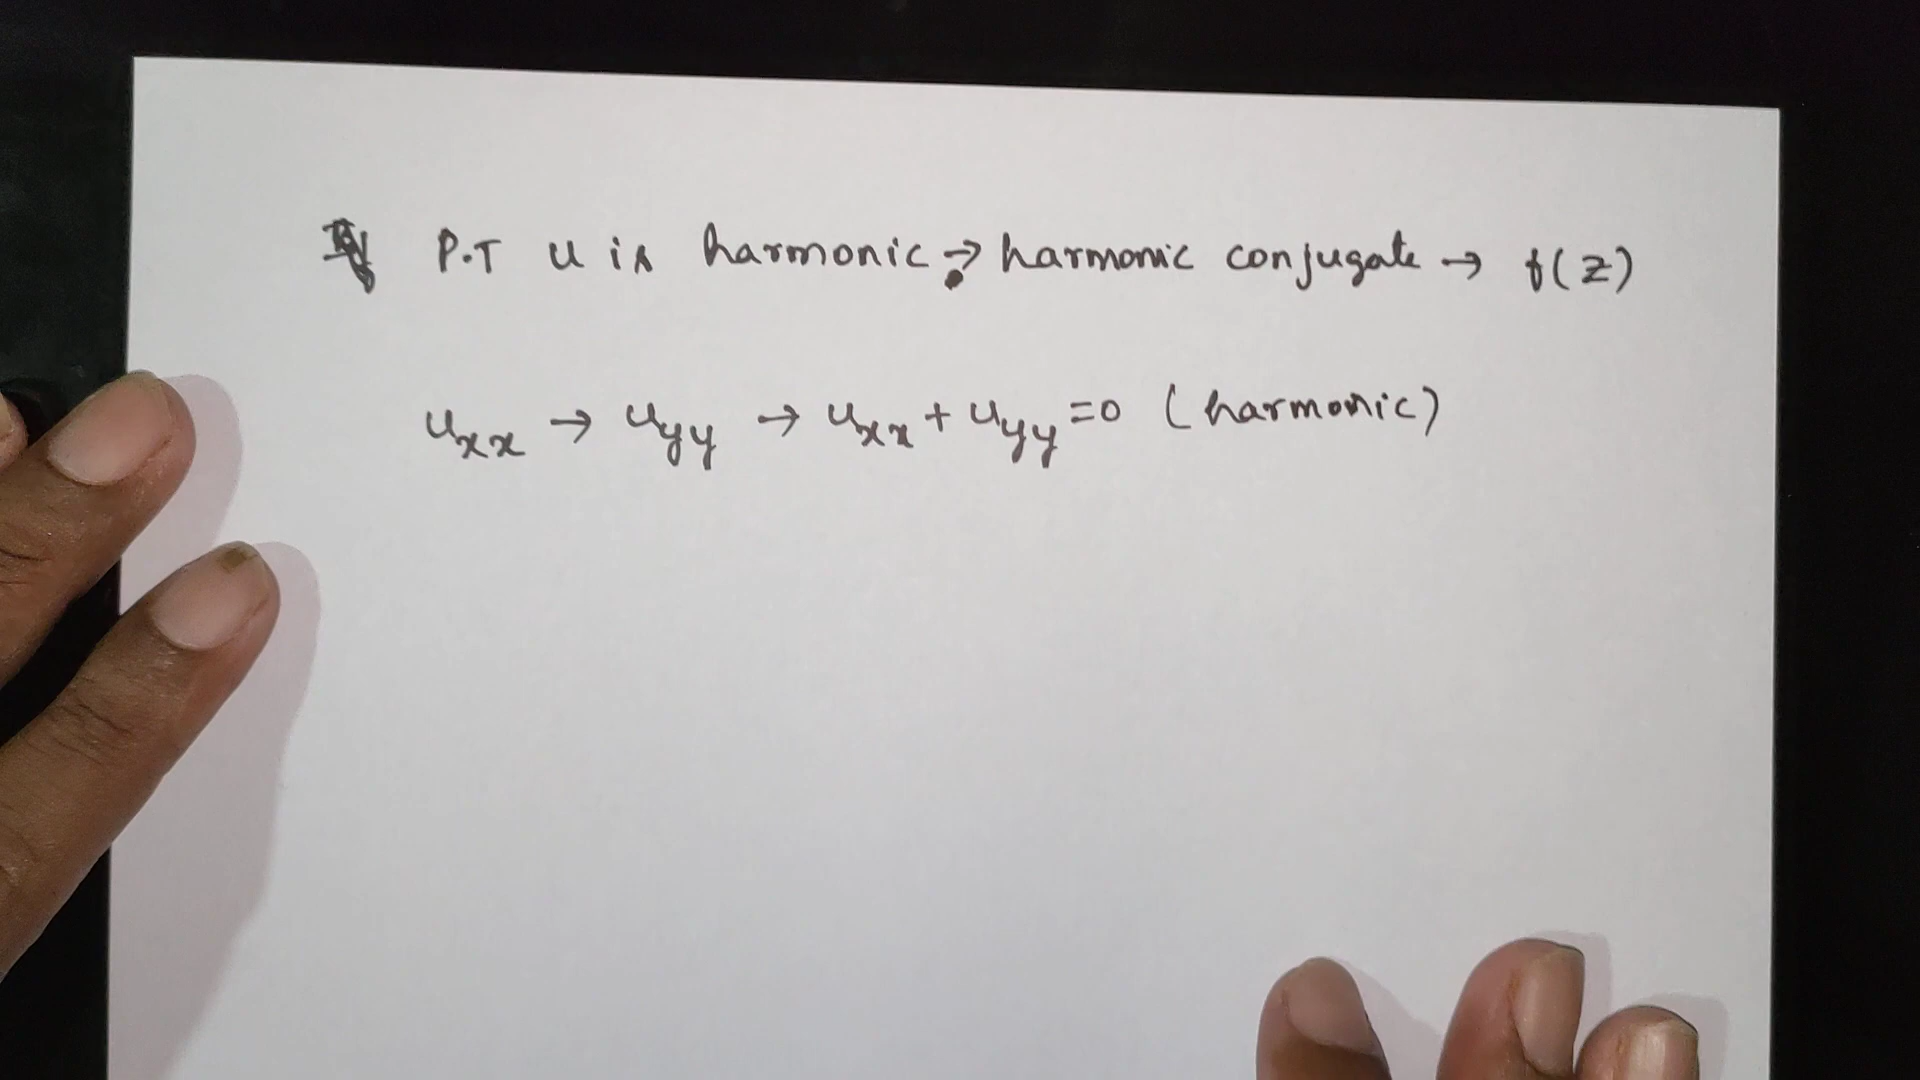 P.T u is harmonic → harmonic conjugate → f(z)
uxx → uyy → uxx + uyy = 0 (harmonic)